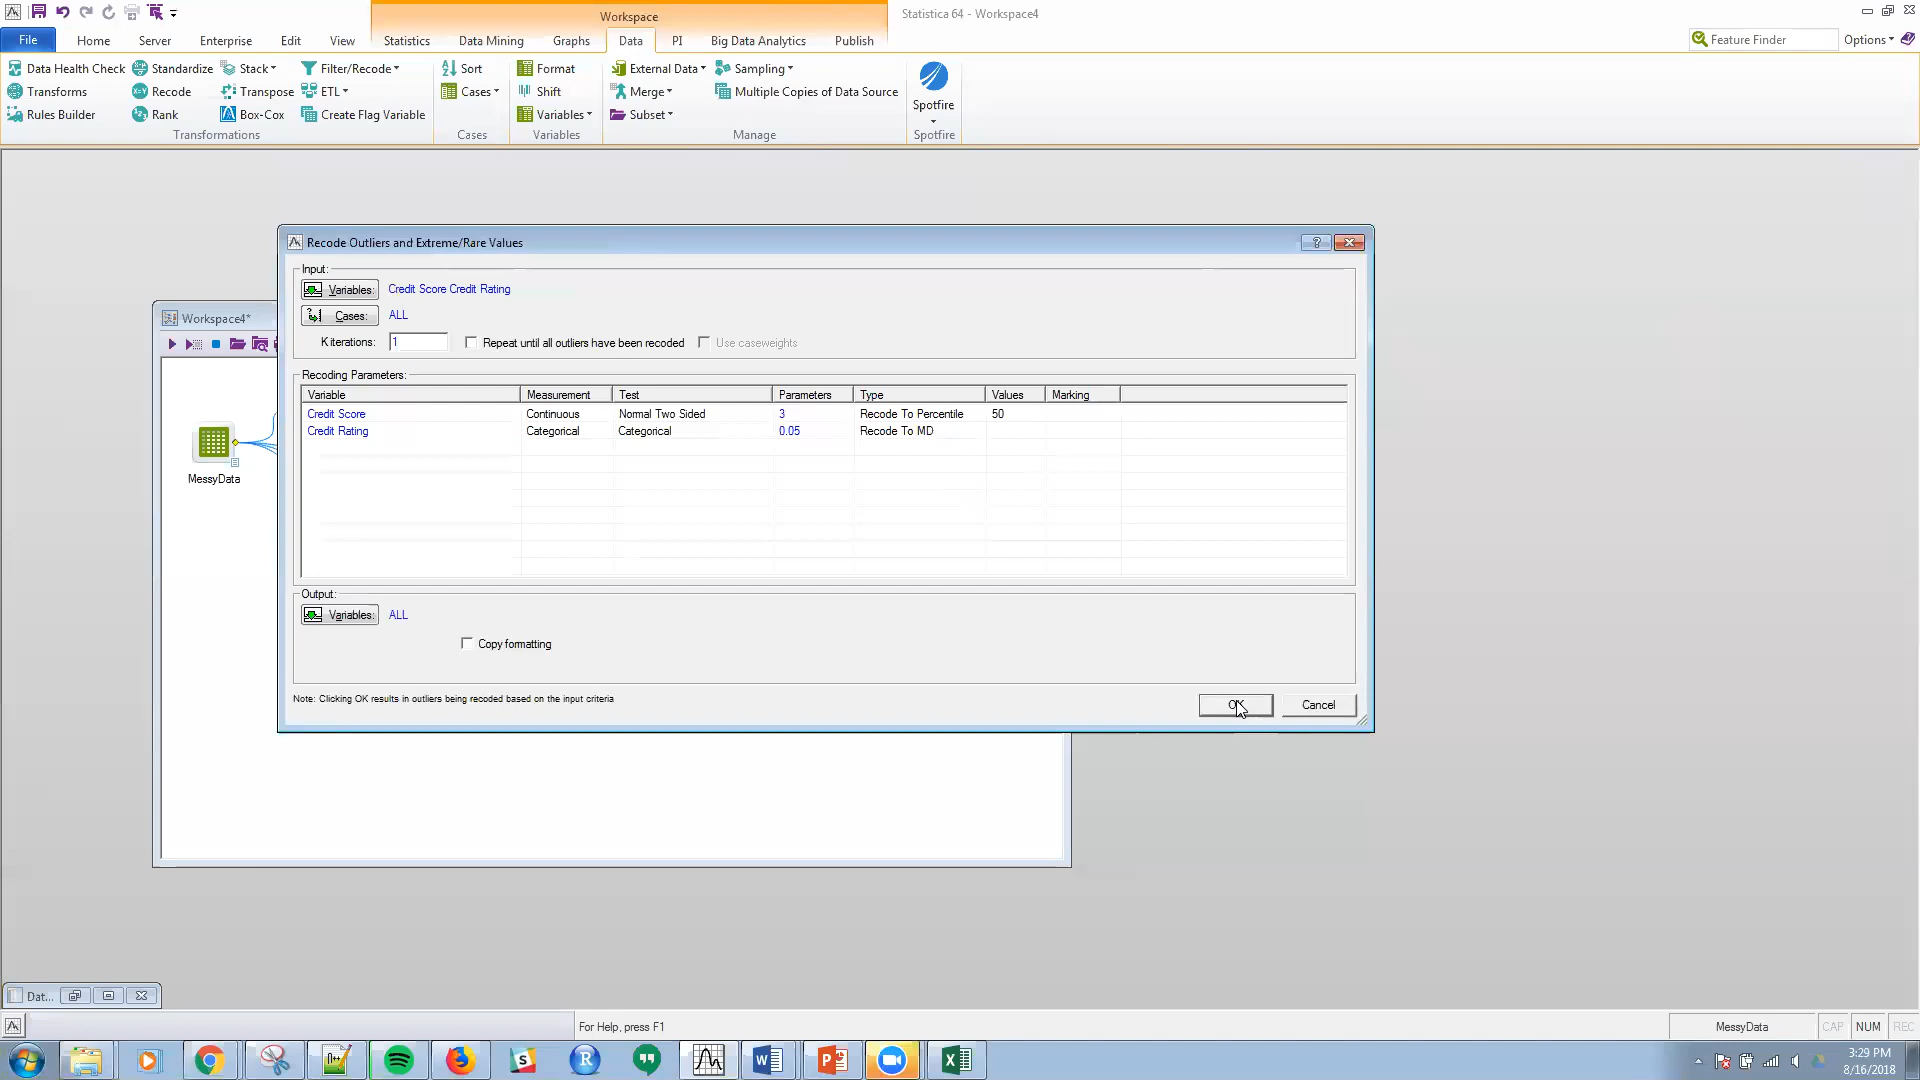 Workspace
Statistica 64 - Workspace4
File Home Server Enterprise Edit View Statistics Data Mining Graphs Data PI Big Data Analytics Publish
Feature Finder Options
Data Health Check Standardize Stack Filter/Recode Sort Format External Data Sampling
Transforms Recode Transpose ETL Cases Shift Merge Multiple Copies of Data Source
Rules Builder Rank Box-Cox Create Flag Variable Variables Subset Spotfire
Transformations Cases Variables Manage Spotfire
Recode Outliers and Extreme/Rare Values
Input:
Variables: Credit Score Credit Rating
Cases: ALL
K iterations: 1 Repeat until all outliers have been recoded Use caseweights
Recoding Parameters:
Variable Measurement Test Parameters Type Values Marking
Credit Score Continuous Normal Two Sided 3 Recode To Percentile 50
Credit Rating Categorical Categorical 0.05 Recode To MD
Output:
Variables: ALL
Copy formatting
Note: Clicking OK results in outliers being recoded based on the input criteria
OK Cancel
Workspace4*
MessyData
Dat...
For Help, press F1
MessyData CAP NUM REC
3:29 PM
8/16/2018